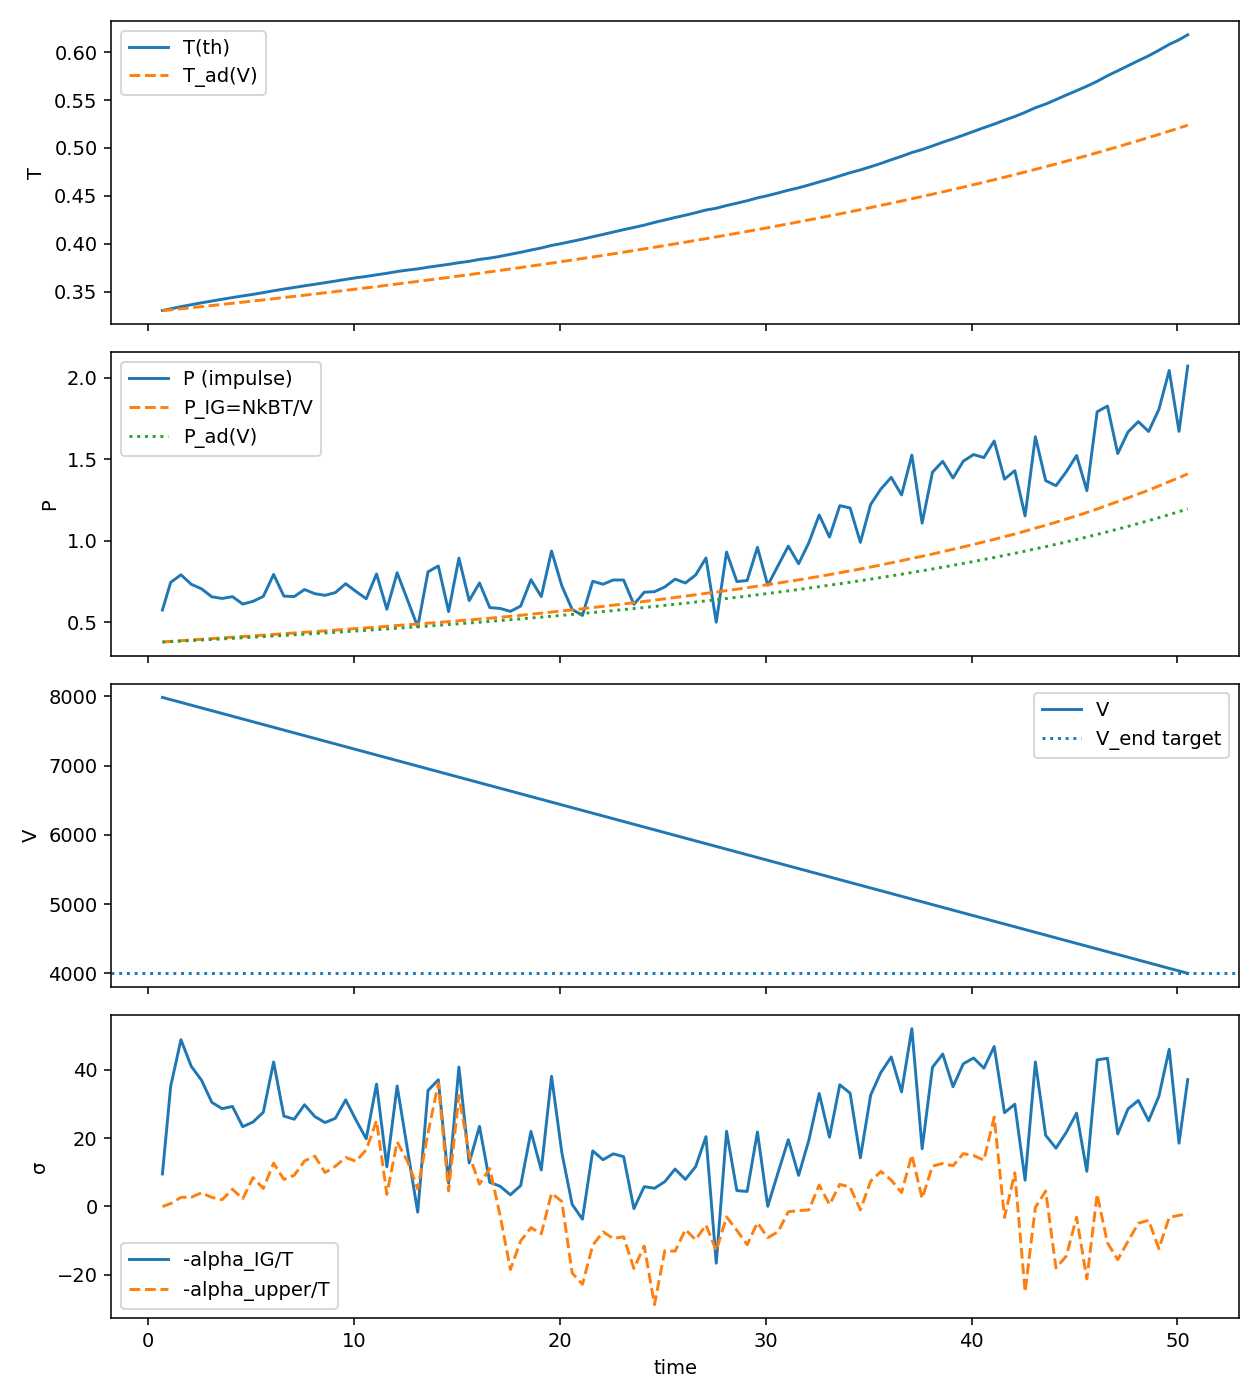 T(th)
T_ad(V)
0.60
0.55
0.50
0.45
0.40
0.35
T
P (impulse)
P_IG=NkBT/V
P_ad(V)
2.0
1.5
1.0
0.5
P
V
V_end target
8000
7000
6000
5000
4000
V
40
20
0
−20
σ
-alpha_IG/T
-alpha_upper/T
0 10 20 30 40 50
time